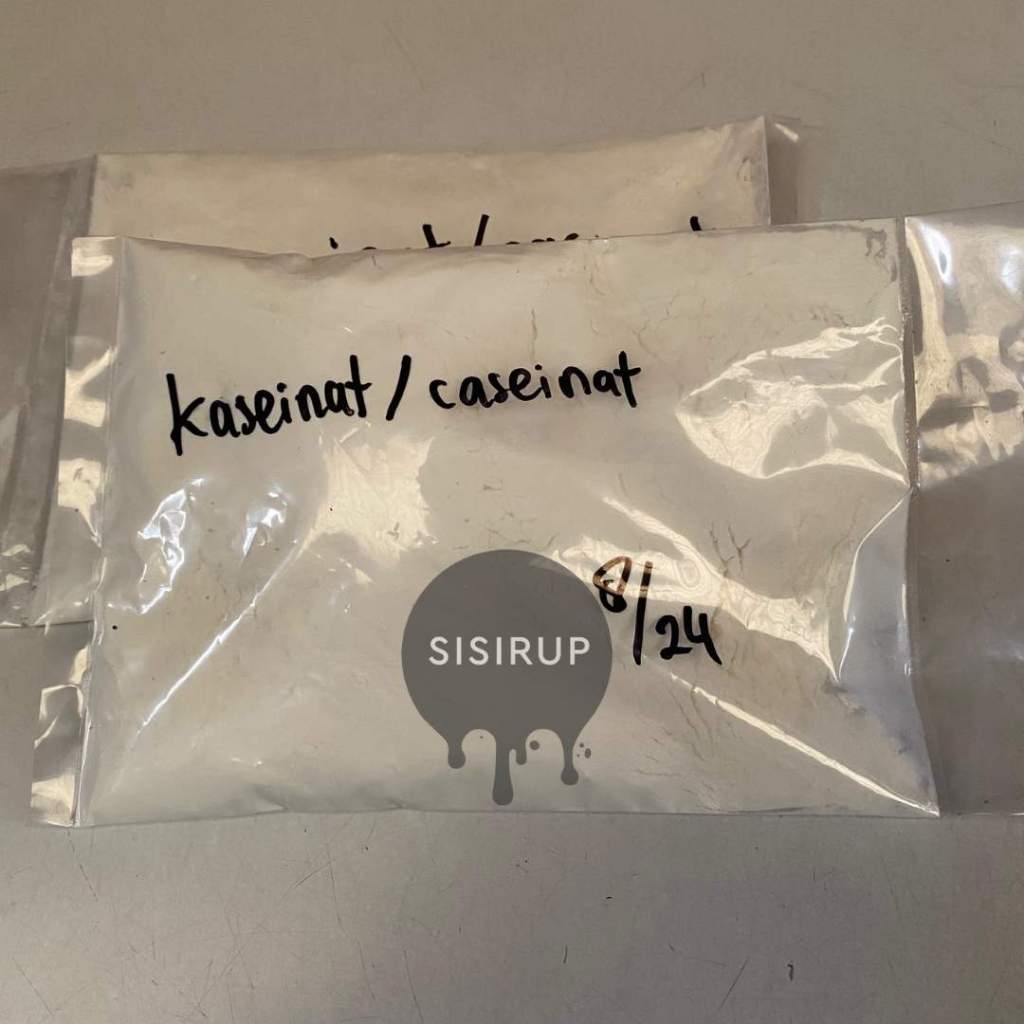 kaseinat / caseinat
8/24
SISIRUP